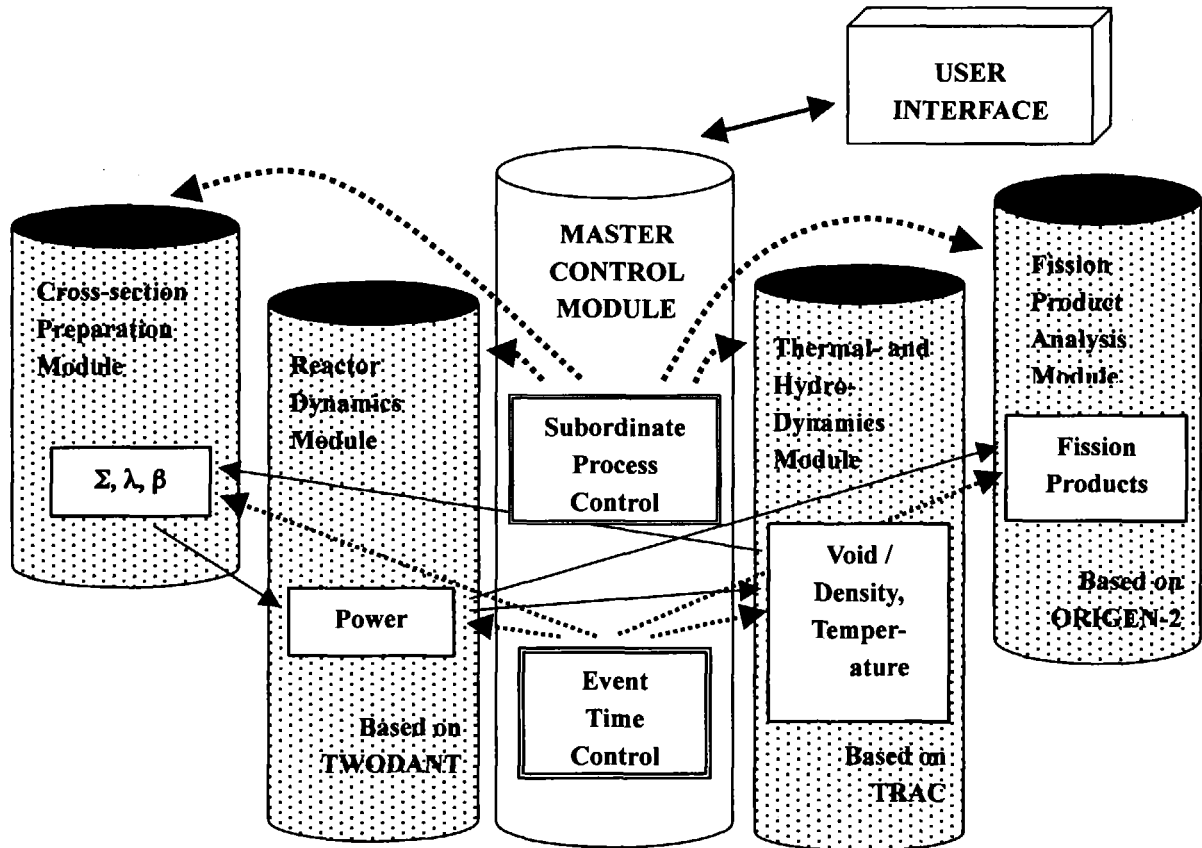 USER
INTERFACE
MASTER
CONTROL
MODULE
Subordinate
Process
Control
Event
Time
Control
Cross-section
Preparation
Module
Σ, λ, β
Reactor
Dynamics
Module
Power
Based on
TWODANT
Thermal- and
Hydro-
Dynamics
Module
Void /
Density,
Temper-
ature
Based on
TRAC
Fission
Product
Analysis
Module
Fission
Products
Based on
ORIGEN-2